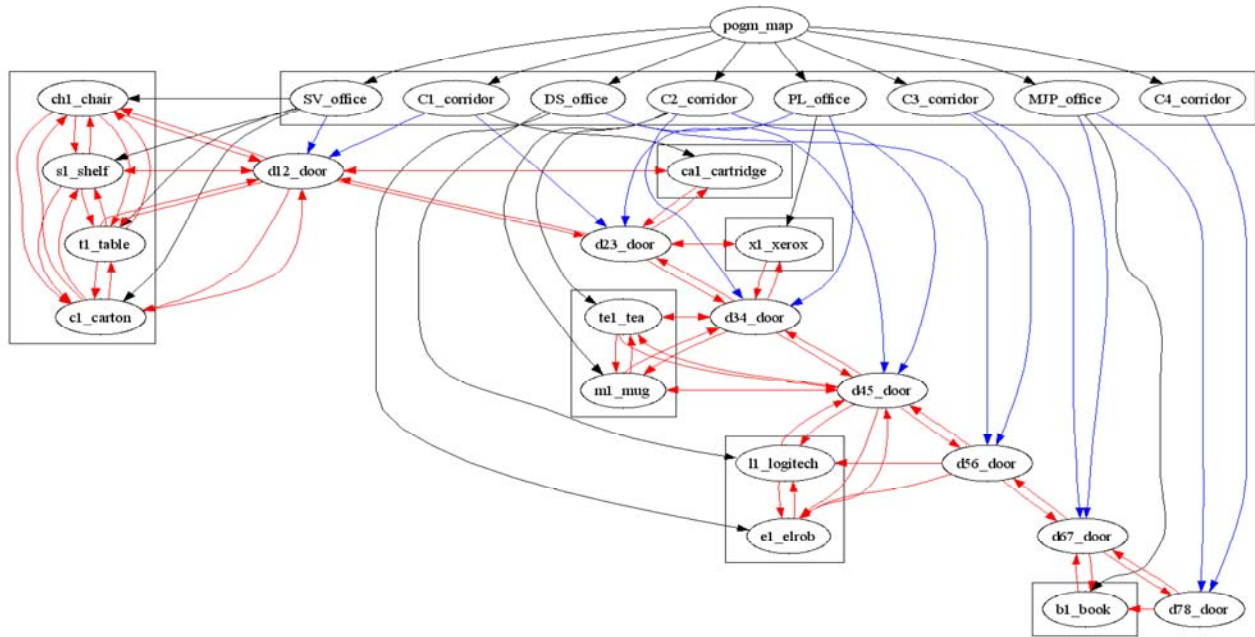 pogm_map
SV_office C1_corridor DS_office C2_corridor PL_office C3_corridor MJP_office C4_corridor
ch1_chair
s1_shelf d12_door ca1_cartridge
t1_table d23_door x1_xerox
c1_carton te1_tea d34_door
m1_mug d45_door
l1_logitech d56_door
e1_elrob d67_door
b1_book d78_door